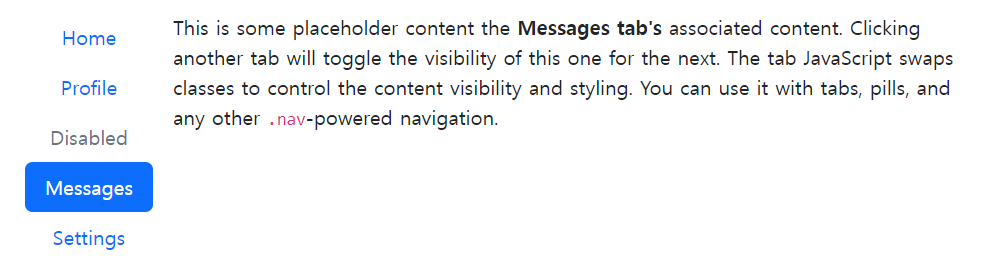 Home
Profile
Disabled
Messages
Settings
This is some placeholder content the Messages tab's associated content. Clicking
another tab will toggle the visibility of this one for the next. The tab JavaScript swaps
classes to control the content visibility and styling. You can use it with tabs, pills, and
any other .nav-powered navigation.